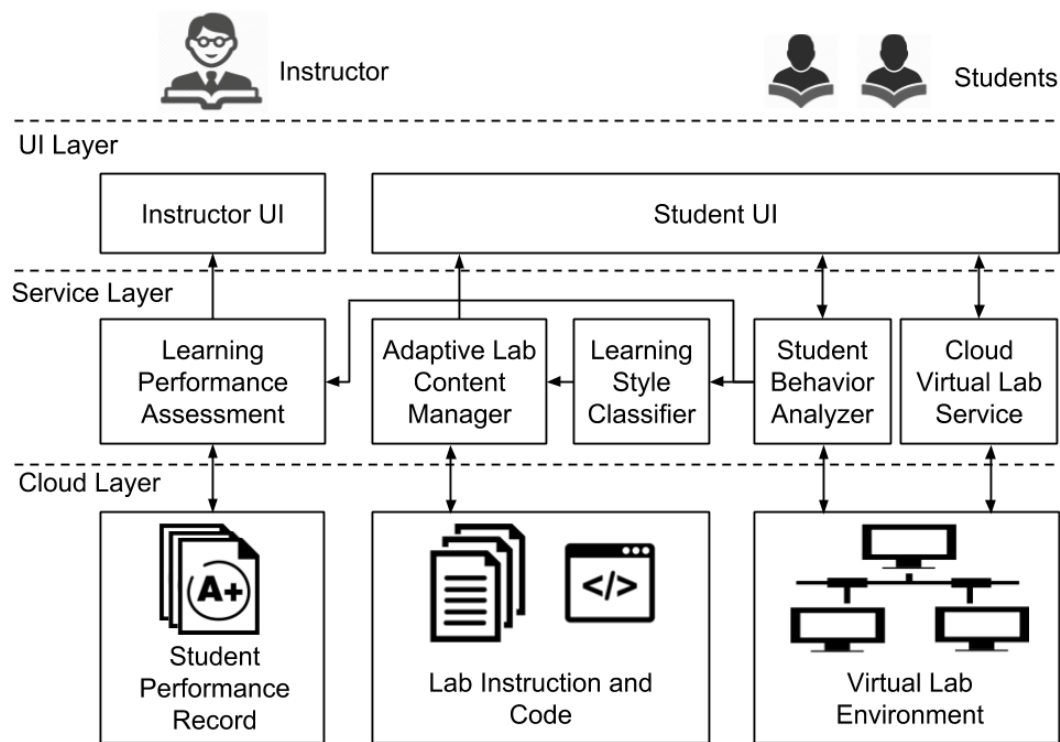 Instructor
Students
UI Layer
Instructor UI
Student UI
Service Layer
Learning
Performance
Assessment
Adaptive Lab
Content
Manager
Learning
Style
Classifier
Student
Behavior
Analyzer
Cloud
Virtual Lab
Service
Cloud Layer
A+
Student
Performance
Record
</>
Lab Instruction and
Code
Virtual Lab
Environment